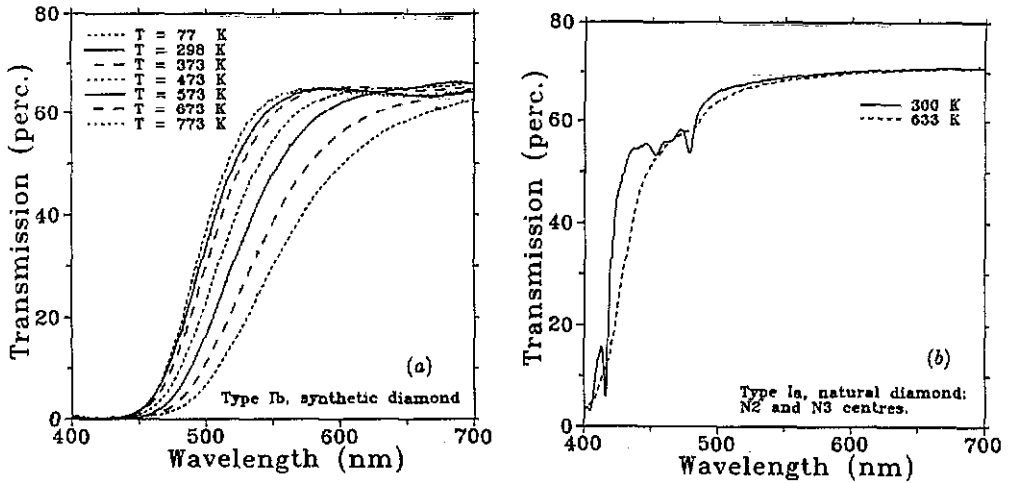 80
60
40
20
0
Transmission (perc.)
T = 77 K
T = 298 K
T = 373 K
T = 473 K
T = 573 K
T = 673 K
T = 773 K
(a)
Type Ib, synthetic diamond
400
500
600
700
Wavelength (nm)
80
60
40
20
0
Transmission (perc.)
300 K
633 K
(b)
Type Ia, natural diamond;
N2 and N3 centres.
400
500
600
700
Wavelength (nm)